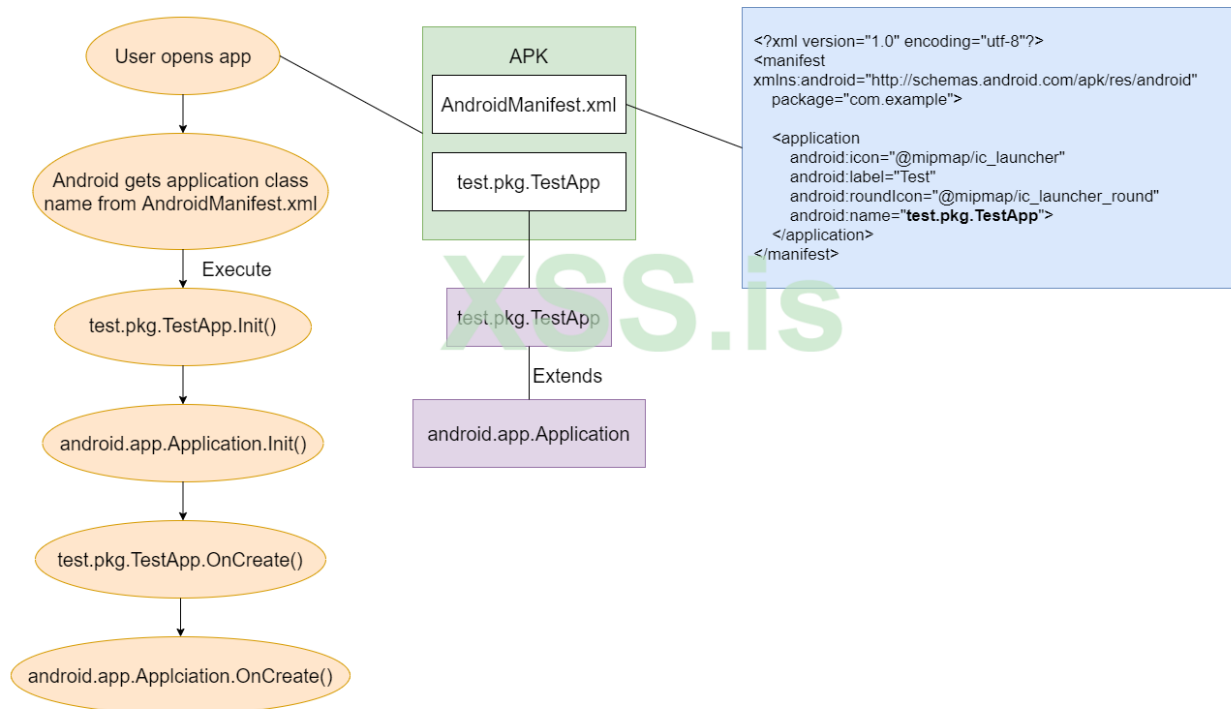 User opens app
Android gets application class
name from AndroidManifest.xml
Execute
test.pkg.TestApp.Init()
android.app.Application.Init()
test.pkg.TestApp.OnCreate()
android.app.Applciation.OnCreate()
APK
AndroidManifest.xml
test.pkg.TestApp
test.pkg.TestApp
Extends
android.app.Application
<?xml version="1.0" encoding="utf-8"?>
<manifest
xmlns:android="http://schemas.android.com/apk/res/android"
package="com.example">
<application
android:icon="@mipmap/ic_launcher"
android:label="Test"
android:roundIcon="@mipmap/ic_launcher_round"
android:name="test.pkg.TestApp">
</application>
</manifest>
XSS.is